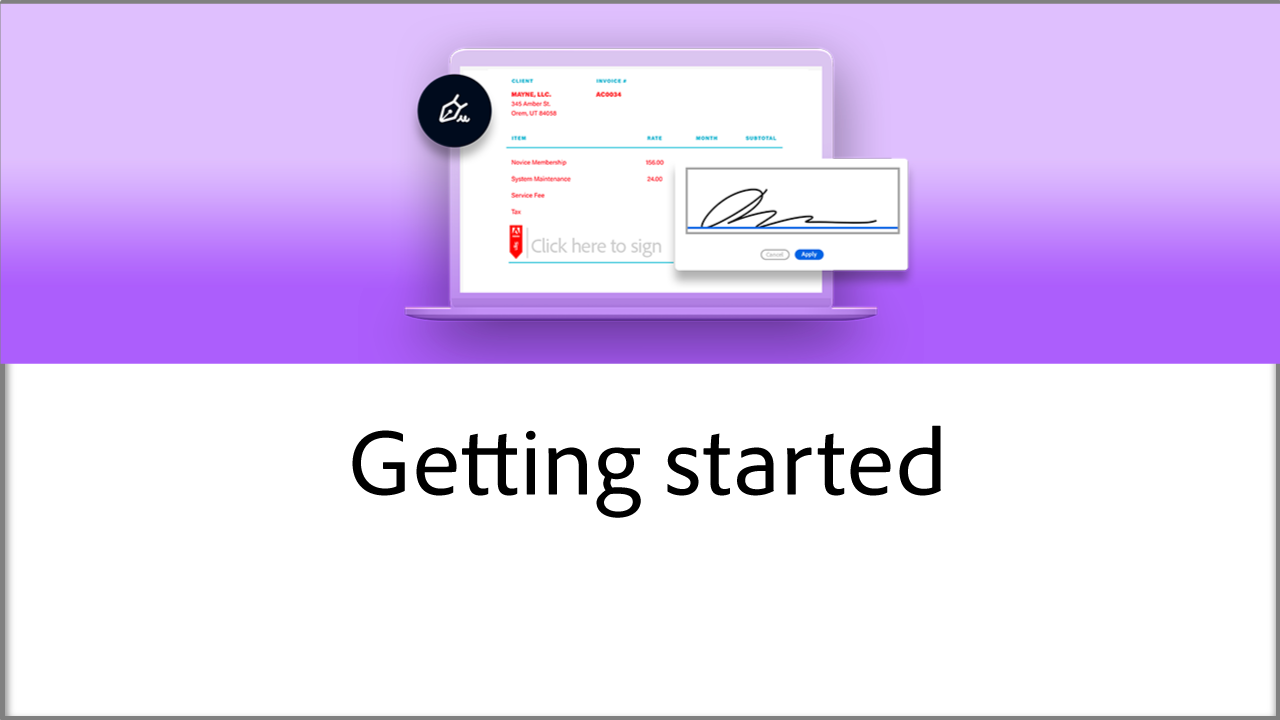 CLIENT INVOICE #
MAYNE, LLC. AC0034
345 Amber St.
Orem, UT 84058
ITEM RATE MONTH SUBTOTAL
Novice Membership 156.00
System Maintenance 24.00
Service Fee
Tax
Click here to sign
Cancel Apply
Getting started